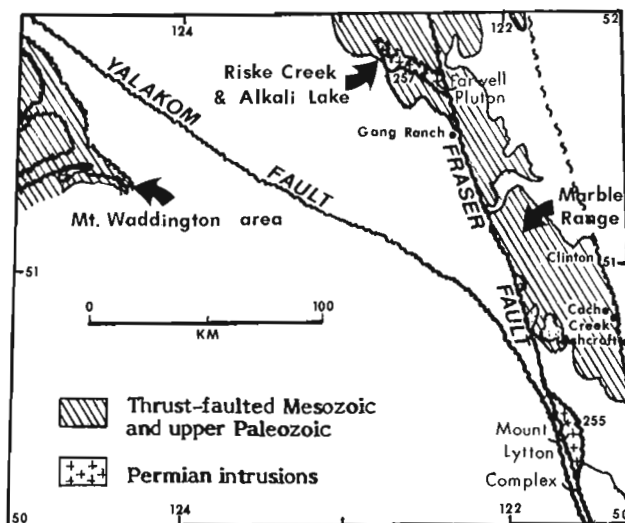 124
122
52
Riske Creek
& Alkali Lake
257
Farwell
Pluton
Gang Ranch
YALAKOM
FAULT
FRASER
FAULT
Mt. Waddington area
Marble
Range
Clinton
51
51
0
100
KM
Cache
Creek
shcroft
Thrust-faulted Mesozoic
and upper Paleozoic
Permian intrusions
255
Mount
Lytton
Complex
50
124
122
50